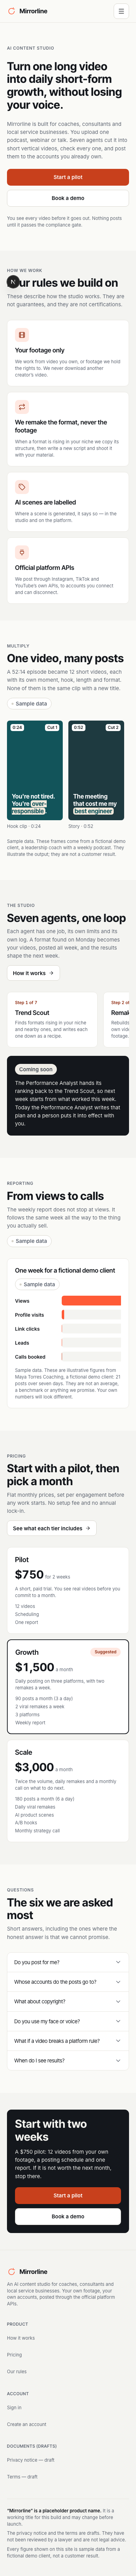 Mirrorline
AI CONTENT STUDIO
Turn one long video
into daily short-form
growth, without losing
your voice.
Mirrorline is built for coaches, consultants and
local service businesses. You upload one
podcast, webinar or talk. Seven agents cut it in
to short vertical videos, check every one, and post
them to the accounts you already own.
Start a pilot
Book a demo
You see every video before it goes out. Nothing posts
until it passes the compliance gate.
HOW WE WORK
N
ur rules we build on
These describe how the studio works. They are
not guarantees, and they are not certifications.
Your footage only
We work from video you own, or footage we hold
the rights to. We never download another
creator's video.
We remake the format, never the
footage
When a format is rising in your niche we copy its
structure, then write a new script and shoot it
with your material.
AI scenes are labelled
Where a scene is generated, it says so — in the
studio and on the platform.
Official platform APIs
We post through Instagram, TikTok and
YouTube's own APIs, to accounts you connect
and can disconnect.
MULTIPLY
One video, many posts
A 52:14 episode became 12 short videos, each
with its own moment, hook, length and format.
None of them is the same clip with a new title.
Sample data
0:24 Cut 1
You're not tired.
You're over-
responsible.
0:52 Cut 2
The meeting
that cost me my
best engineer
Hook clip · 0:24
Story · 0:52
Sample data. These cuts come from a fictional demo
client, a leadership coach with a weekly podcast. They
illustrate the output; they are not a customer result.
THE STUDIO
Seven agents, one loop
Each agent has one job, its own limits and its
own log. A format found on Monday becomes
your videos, posted all week, and the results
shape the next week.
How it works
Step 1 of 7
Trend Scout
Finds formats rising in your niche
and nearby ones, and writes each
one down as a recipe.
Step 2 of
Coming soon
The Performance Analyst hands its
ranking back to the Trend Scout, so next
week starts from what worked this week.
Today the Performance Analyst writes that
plan and a person puts it into effect with
you.
REPORTING
From views to calls
The weekly report does not stop at views. It
follows the same week all the way to the thing
you actually sell.
Sample data
One week for a fictional demo client
Sample data
Views
Profile visits
Link clicks
Leads
Calls booked
Sample data. These are illustrative figures from
Maya Torres Coaching, a fictional demo client: 21
posts over seven days. They are not an average,
a benchmark or anything we promise. Your own
numbers will look different.
PRICING
Start with a pilot, then
pick a month
Flat monthly prices, set per engagement before
any work starts. No setup fee and no annual
lock-in.
See what each tier includes
Pilot
$750 for 2 weeks
A short, paid trial. You see real videos before you
commit to a month.
12 videos
Scheduling
One report
Growth
Suggested
$1,500 a month
Daily posting on three platforms, with two
remakes a week.
90 posts a month (3 a day)
2 viral remakes a week
3 platforms
Weekly report
Scale
$3,000 a month
Twice the volume, daily remakes and a monthly
call on what to do next.
180 posts a month (6 a day)
Daily viral remakes
AI product scenes
A/B hooks
Monthly strategy call
QUESTIONS
The six we are asked
most
Short answers, including the ones where the
honest answer is that we cannot promise.
Do you post for me?
Whose accounts do the posts go to?
What about copyright?
Do you use my face or voice?
What if a video breaks a platform rule?
When do I see results?
Start with two
weeks
A $750 pilot: 12 videos from your own
footage, a posting schedule and one
report. If it is not worth the next month,
stop there.
Start a pilot
Book a demo
Mirrorline
An AI content studio for coaches, consultants and
local service businesses. Your own footage, your
own accounts, posted through the official platform
APIs.
PRODUCT
How it works
Pricing
Our rules
ACCOUNT
Sign in
Create an account
DOCUMENTS (DRAFTS)
Privacy notice — draft
Terms — draft
"Mirrorline" is a placeholder product name. It is a
working title for this build and may change before
launch.
The privacy notice and the terms are drafts. They have
not been reviewed by a lawyer and are not legal advice.
Every figure shown on this site is sample data from a
fictional demo client, not a customer result.